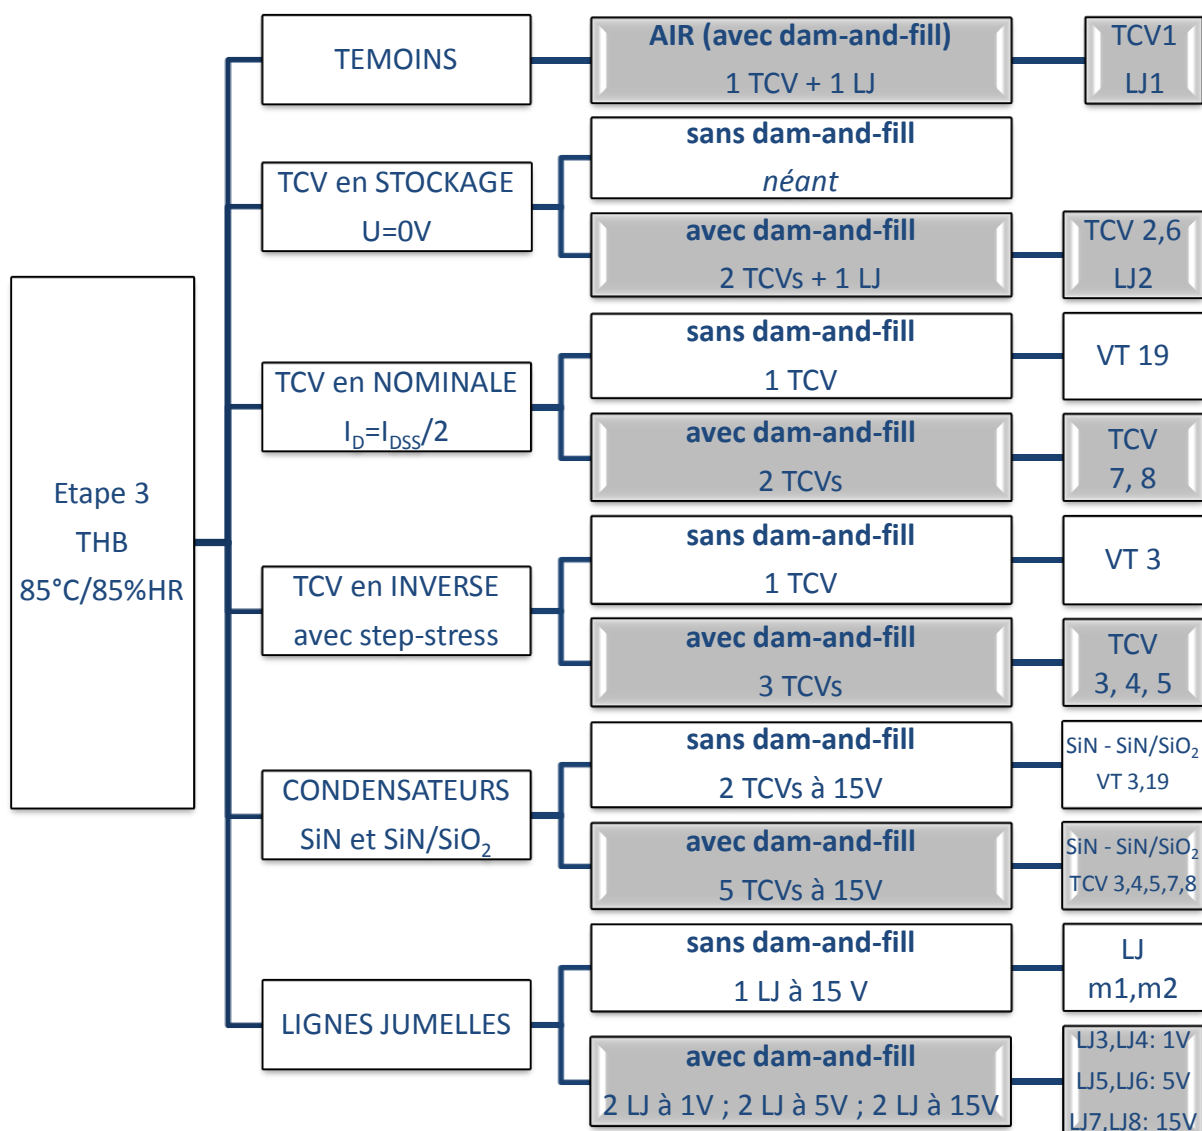 Etape 3
THB
85°C/85%HR
TEMOINS
AIR (avec dam-and-fill)
1 TCV + 1 LJ
TCV1
LJ1
TCV en STOCKAGE
U=0V
sans dam-and-fill
néant
avec dam-and-fill
2 TCVs + 1 LJ
TCV 2,6
LJ2
TCV en NOMINALE
I_D=I_DSS/2
sans dam-and-fill
1 TCV
VT 19
avec dam-and-fill
2 TCVs
TCV
7, 8
TCV en INVERSE
avec step-stress
sans dam-and-fill
1 TCV
VT 3
avec dam-and-fill
3 TCVs
TCV
3, 4, 5
CONDENSATEURS
SiN et SiN/SiO₂
sans dam-and-fill
2 TCVs à 15V
SiN - SiN/SiO₂
VT 3,19
avec dam-and-fill
5 TCVs à 15V
SiN - SiN/SiO₂
TCV 3,4,5,7,8
LIGNES JUMELLES
sans dam-and-fill
1 LJ à 15 V
LJ
m1,m2
avec dam-and-fill
2 LJ à 1V ; 2 LJ à 5V ; 2 LJ à 15V
LJ3,LJ4: 1V
LJ5,LJ6: 5V
LJ7,LJ8: 15V